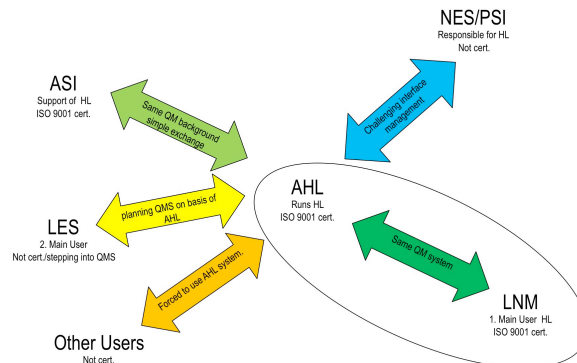 NES/PSI
Responsible for HL
Not cert.
ASI
Support of HL
ISO 9001 cert.
Same QM background
simple exchange
Challenging interface
management
AHL
Runs HL
ISO 9001 cert.
planning QMS on basis of
AHL
LES
2. Main User
Not cert./stepping into QMS
Same QM system
Forced to use AHL system.
LNM
1. Main User HL
ISO 9001 cert.
Other Users
Not cert.